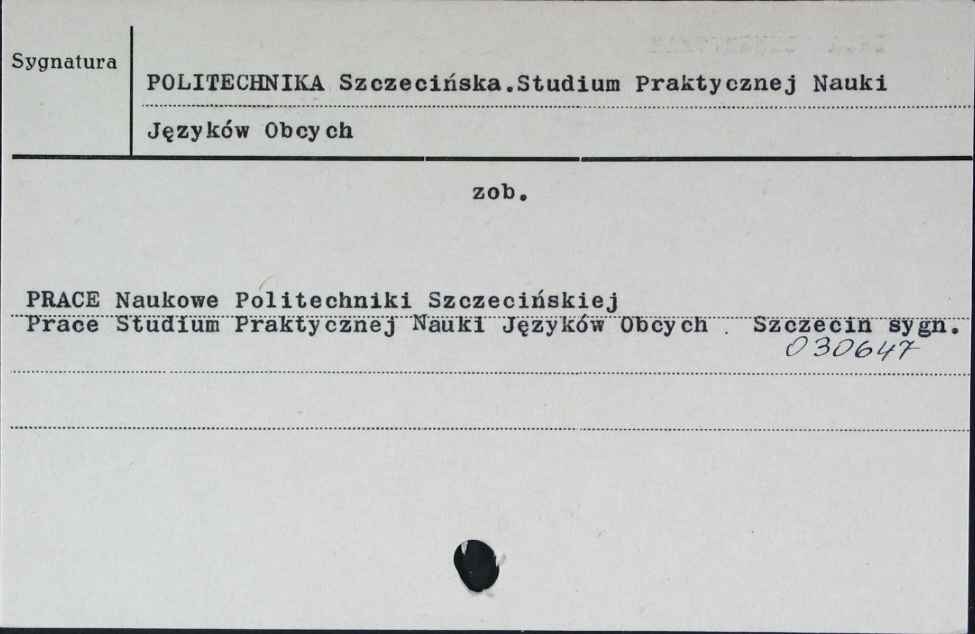 Sygnatura
POLITECHNIKA Szczecińska.Studium Praktycznej Nauki
Języków Obcych
zob.
PRACE Naukowe Politechniki Szczecińskiej
Prace Studium Praktycznej Nauki Języków Obcych . Szczecin sygn.
030647